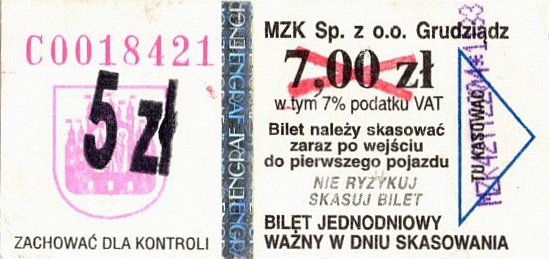 C0018421
5 zł
ZACHOWAĆ DLA KONTROLI
ENGRAF
MZK Sp. z o.o. Grudziądz
7,00 zł
w tym 7% podatku VAT
Bilet należy skasować
zaraz po wejściu
do pierwszego pojazdu
NIE RYZYKUJ
SKASUJ BILET
BILET JEDNODNIOWY
WAŻNY W DNIU SKASOWANIA
TU KASOWAĆ